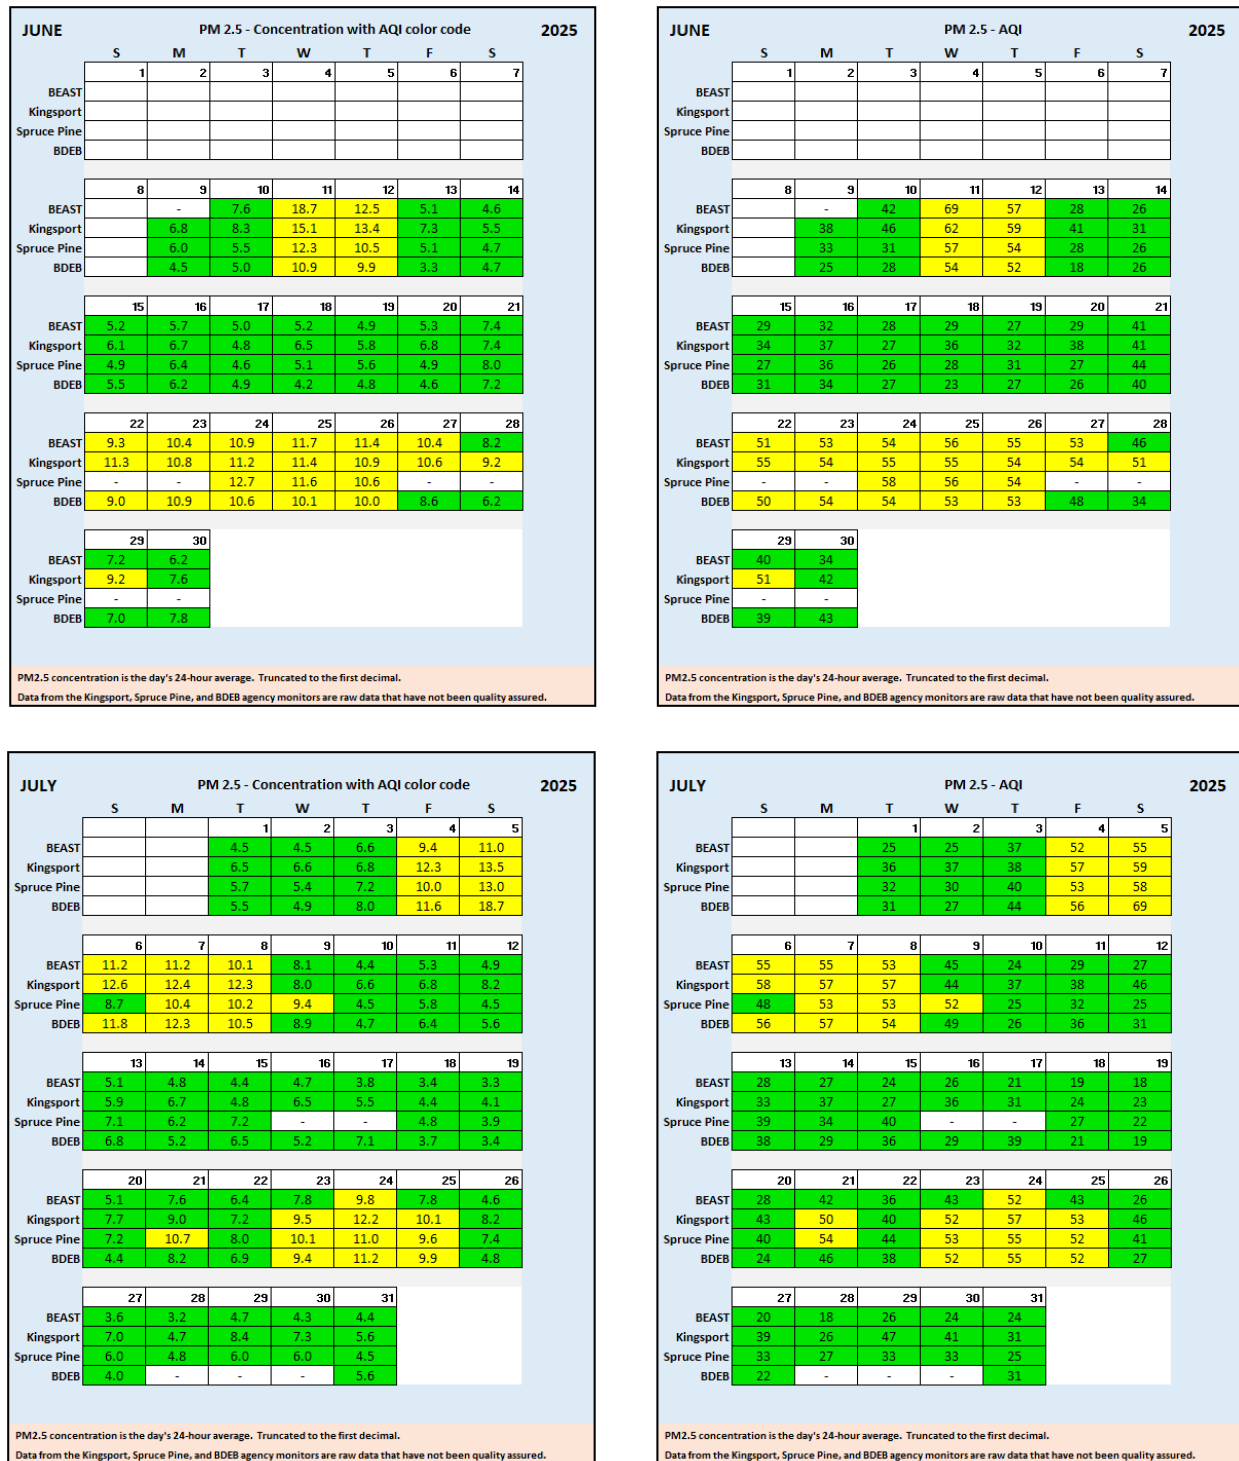 JUNE PM 2.5 - Concentration with AQI color code 2025
S M T W T F S
1 2 3 4 5 6 7
BEAST
Kingsport
Spruce Pine
BDEB
8 9 10 11 12 13 14
BEAST - 7.6 18.7 12.5 5.1 4.6
Kingsport 6.8 8.3 15.1 13.4 7.3 5.5
Spruce Pine 6.0 5.5 12.3 10.5 5.1 4.7
BDEB 4.5 5.0 10.9 9.9 3.3 4.7
15 16 17 18 19 20 21
BEAST 5.2 5.7 5.0 5.2 4.9 5.3 7.4
Kingsport 6.1 6.7 4.8 6.5 5.8 6.8 7.4
Spruce Pine 4.9 6.4 4.6 5.1 5.6 4.9 8.0
BDEB 5.5 6.2 4.9 4.2 4.8 4.6 7.2
22 23 24 25 26 27 28
BEAST 9.3 10.4 10.9 11.7 11.4 10.4 8.2
Kingsport 11.3 10.8 11.2 11.4 10.9 10.6 9.2
Spruce Pine - - 12.7 11.6 10.6 - -
BDEB 9.0 10.9 10.6 10.1 10.0 8.6 6.2
29 30
BEAST 7.2 6.2
Kingsport 9.2 7.6
Spruce Pine - -
BDEB 7.0 7.8
PM2.5 concentration is the day's 24-hour average. Truncated to the first decimal.
Data from the Kingsport, Spruce Pine, and BDEB agency monitors are raw data that have not been quality assured.
JUNE PM 2.5 - AQI 2025
S M T W T F S
1 2 3 4 5 6 7
BEAST
Kingsport
Spruce Pine
BDEB
8 9 10 11 12 13 14
BEAST - 42 69 57 28 26
Kingsport 38 46 62 59 41 31
Spruce Pine 33 31 57 54 28 26
BDEB 25 28 54 52 18 26
15 16 17 18 19 20 21
BEAST 29 32 28 29 27 29 41
Kingsport 34 37 27 36 32 38 41
Spruce Pine 27 36 26 28 31 27 44
BDEB 31 34 27 23 27 26 40
22 23 24 25 26 27 28
BEAST 51 53 54 56 55 53 46
Kingsport 55 54 55 55 54 54 51
Spruce Pine - - 58 56 54 - -
BDEB 50 54 54 53 53 48 34
29 30
BEAST 40 34
Kingsport 51 42
Spruce Pine - -
BDEB 39 43
PM2.5 concentration is the day's 24-hour average. Truncated to the first decimal.
Data from the Kingsport, Spruce Pine, and BDEB agency monitors are raw data that have not been quality assured.
JULY PM 2.5 - Concentration with AQI color code 2025
S M T W T F S
1 2 3 4 5
BEAST 4.5 4.5 6.6 9.4 11.0
Kingsport 6.5 6.6 6.8 12.3 13.5
Spruce Pine 5.7 5.4 7.2 10.0 13.0
BDEB 5.5 4.9 8.0 11.6 18.7
6 7 8 9 10 11 12
BEAST 11.2 11.2 10.1 8.1 4.4 5.3 4.9
Kingsport 12.6 12.4 12.3 8.0 6.6 6.8 8.2
Spruce Pine 8.7 10.4 10.2 9.4 4.5 5.8 4.5
BDEB 11.8 12.3 10.5 8.9 4.7 6.4 5.6
13 14 15 16 17 18 19
BEAST 5.1 4.8 4.4 4.7 3.8 3.4 3.3
Kingsport 5.9 6.7 4.8 6.5 5.5 4.4 4.1
Spruce Pine 7.1 6.2 7.2 - - 4.8 3.9
BDEB 6.8 5.2 6.5 5.2 7.1 3.7 3.4
20 21 22 23 24 25 26
BEAST 5.1 7.6 6.4 7.8 9.8 7.8 4.6
Kingsport 7.7 9.0 7.2 9.5 12.2 10.1 8.2
Spruce Pine 7.2 10.7 8.0 10.1 11.0 9.6 7.4
BDEB 4.4 8.2 6.9 9.4 11.2 9.9 4.8
27 28 29 30 31
BEAST 3.6 3.2 4.7 4.3 4.4
Kingsport 7.0 4.7 8.4 7.3 5.6
Spruce Pine 6.0 4.8 6.0 6.0 4.5
BDEB 4.0 - - - 5.6
PM2.5 concentration is the day's 24-hour average. Truncated to the first decimal.
Data from the Kingsport, Spruce Pine, and BDEB agency monitors are raw data that have not been quality assured.
JULY PM 2.5 - AQI 2025
S M T W T F S
1 2 3 4 5
BEAST 25 25 37 52 55
Kingsport 36 37 38 57 59
Spruce Pine 32 30 40 53 58
BDEB 31 27 44 56 69
6 7 8 9 10 11 12
BEAST 55 55 53 45 24 29 27
Kingsport 58 57 57 44 37 38 46
Spruce Pine 48 53 53 52 25 32 25
BDEB 56 57 54 49 26 36 31
13 14 15 16 17 18 19
BEAST 28 27 24 26 21 19 18
Kingsport 33 37 27 36 31 24 23
Spruce Pine 39 34 40 - - 27 22
BDEB 38 29 36 29 39 21 19
20 21 22 23 24 25 26
BEAST 28 42 36 43 52 43 26
Kingsport 43 50 40 52 57 53 46
Spruce Pine 40 54 44 53 55 52 41
BDEB 24 46 38 52 55 52 27
27 28 29 30 31
BEAST 20 18 26 24 24
Kingsport 39 26 47 41 31
Spruce Pine 33 27 33 33 25
BDEB 22 - - - 31
PM2.5 concentration is the day's 24-hour average. Truncated to the first decimal.
Data from the Kingsport, Spruce Pine, and BDEB agency monitors are raw data that have not been quality assured.